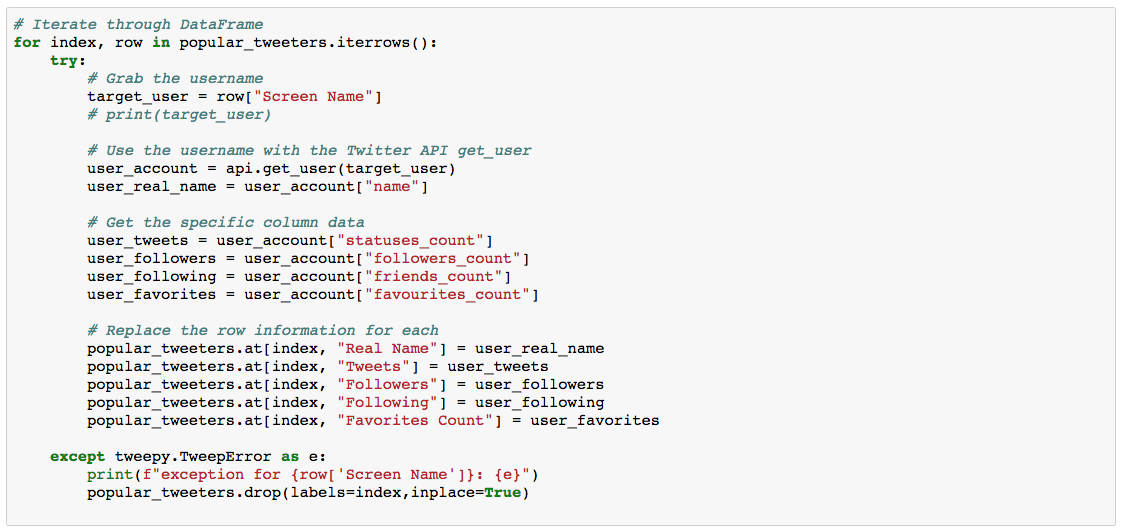 # Iterate through DataFrame
for index, row in popular_tweeters.iterrows():
    try:
        # Grab the username
        target_user = row["Screen Name"]
        # print(target_user)

        # Use the username with the Twitter API get_user
        user_account = api.get_user(target_user)
        user_real_name = user_account["name"]

        # Get the specific column data
        user_tweets = user_account["statuses_count"]
        user_followers = user_account["followers_count"]
        user_following = user_account["friends_count"]
        user_favorites = user_account["favourites_count"]

        # Replace the row information for each
        popular_tweeters.at[index, "Real Name"] = user_real_name
        popular_tweeters.at[index, "Tweets"] = user_tweets
        popular_tweeters.at[index, "Followers"] = user_followers
        popular_tweeters.at[index, "Following"] = user_following
        popular_tweeters.at[index, "Favorites Count"] = user_favorites

    except tweepy.TweepError as e:
        print(f"exception for {row['Screen Name']}: {e}")
        popular_tweeters.drop(labels=index,inplace=True)